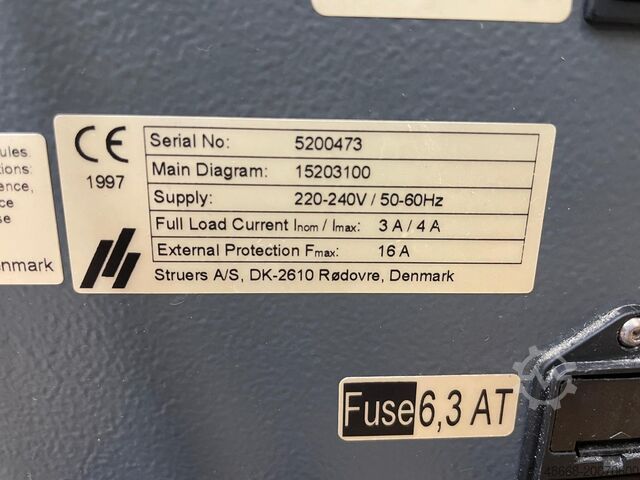 ules.
tions:
ence,
ce
se
enmark
CE
1997
Serial No: 5200473
Main Diagram: 15203100
Supply: 220-240V / 50-60Hz
Full Load Current Inom / Imax: 3 A / 4 A
External Protection Fmax: 16 A
Struers A/S, DK-2610 Rødovre, Denmark
Fuse 6,3 AT